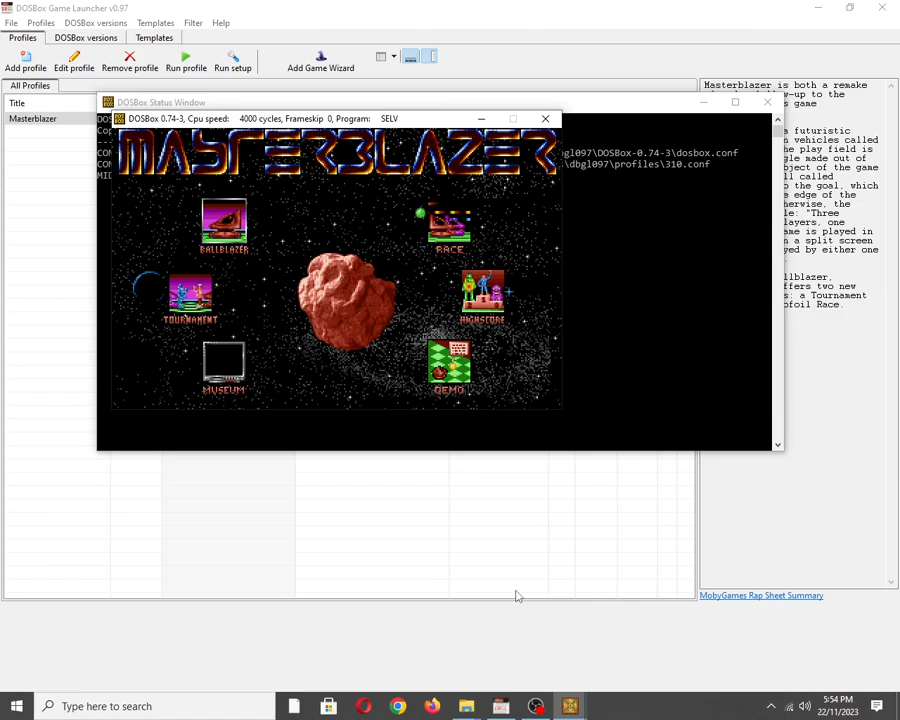 DOSBox Game Launcher v0.97
File Profiles DOSBox versions Templates Filter Help
Profiles DOSBox versions Templates
Add profile Edit profile Remove profile Run profile Run setup Add Game Wizard
All Profiles
Title
Masterblazer
DOSBox Status Window
DOSBox 0.74-3, Cpu speed: 4000 cycles, Frameskip 0, Program: SELV
bgl097\DOSBox-0.74-3\dosbox.conf
\dbgl097\profiles\310.conf
MASTERBLAZER
BALLBLAZER
RACE
TOURNAMENT
HIGHSCORE
MUSEUM
DEMO
Masterblazer is both a remake
w-up to the
s game
a futuristic
n vehicles called
he play field is
gle made out of
bject of the game
ll called
o the goal, which
e edge of the
herwise, the
le: "Three
layers, one
ame is played in
n a split screen
yed by either one
llblazer,
ffers two new
s: a Tournament
ofoil Race.
MobyGames Rap Sheet Summary
Type here to search
5:54 PM
22/11/2023